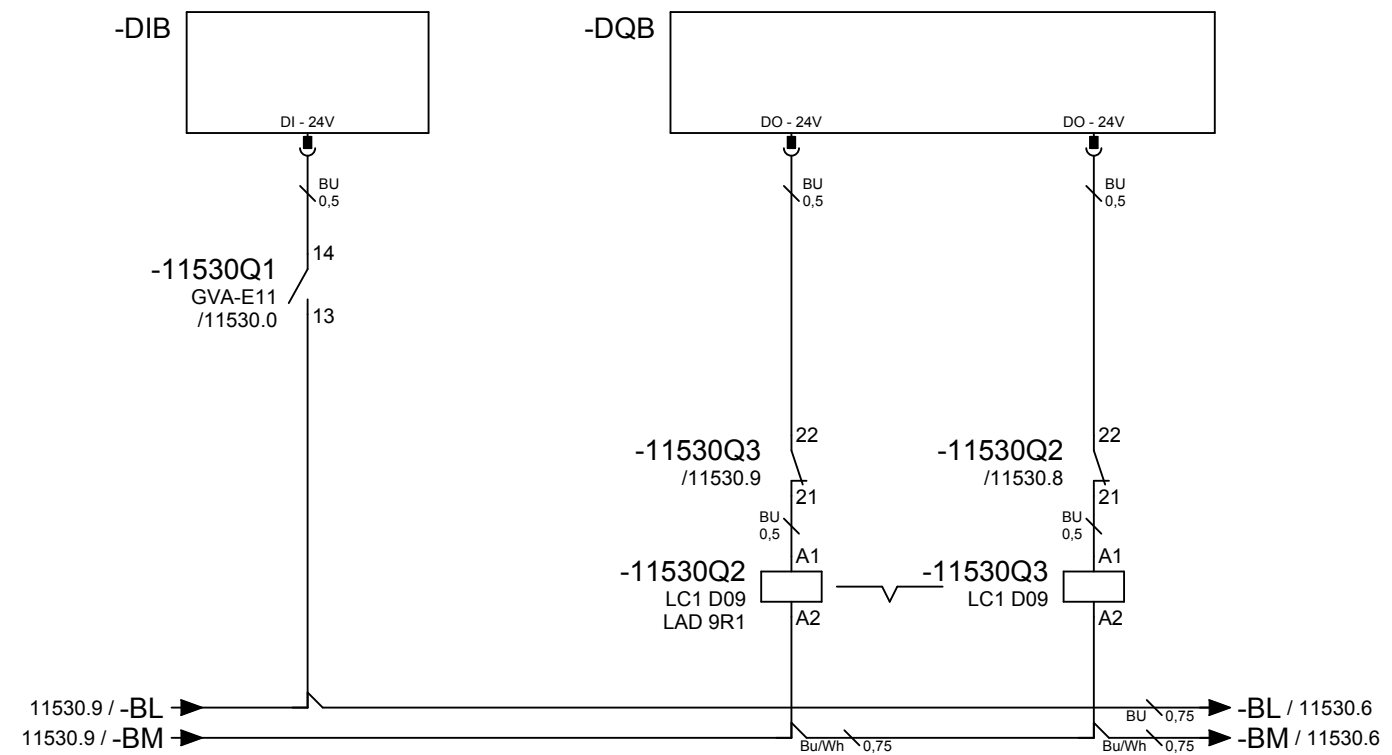 -DIB
-DQB
DI - 24V
DO - 24V
DO - 24V
BU
0,5
BU
0,5
BU
0,5
14
-11530Q1
GVA-E11
/11530.0
13
22
-11530Q3
/11530.9
21
22
-11530Q2
/11530.8
21
BU
0,5
BU
0,5
A1
-11530Q2
LC1 D09
LAD 9R1
A2
A1
-11530Q3
LC1 D09
A2
11530.9 / -BL
BU 0,75
-BL / 11530.6
11530.9 / -BM
Bu/Wh 0,75
Bu/Wh 0,75
-BM / 11530.6